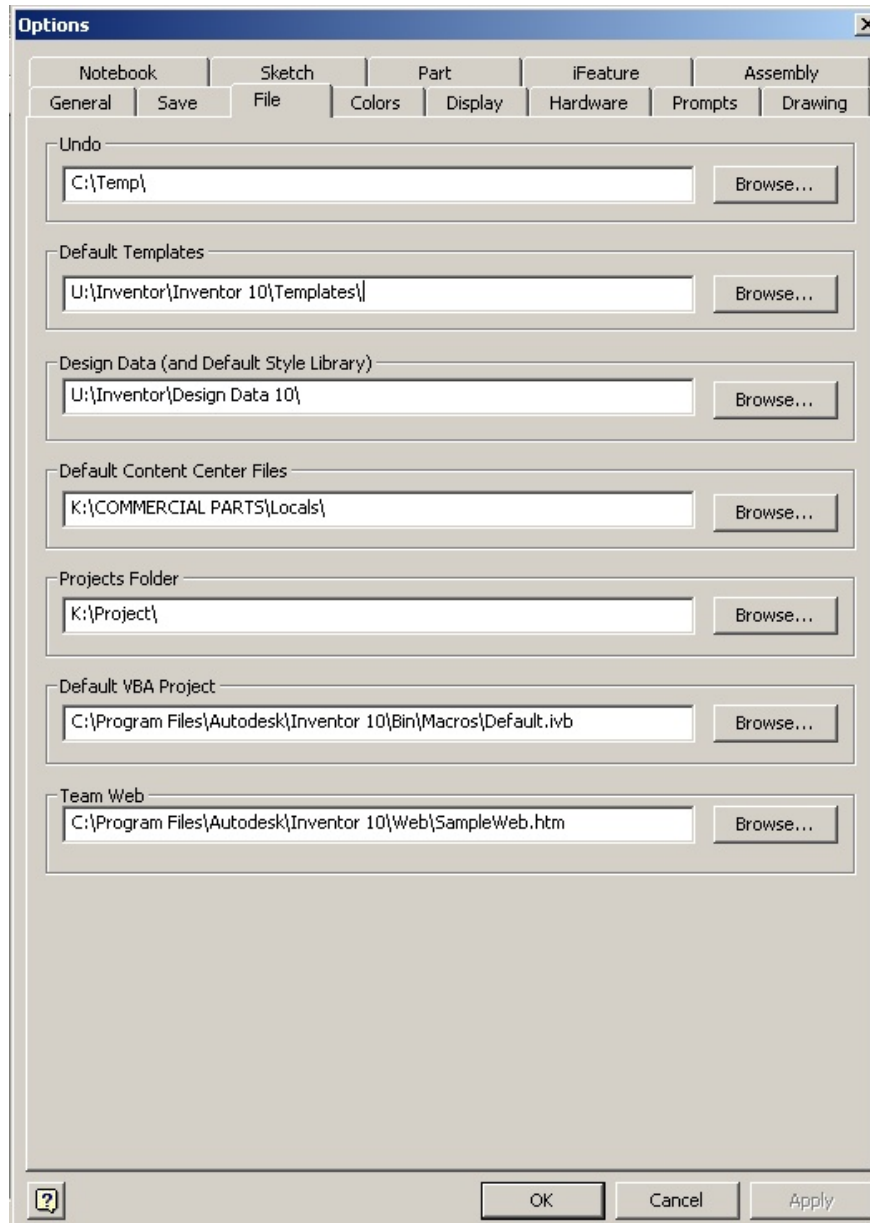 Options
Notebook Sketch Part iFeature Assembly
General Save File Colors Display Hardware Prompts Drawing
Undo
C:\Temp\ Browse...
Default Templates
U:\Inventor\Inventor 10\Templates\ Browse...
Design Data (and Default Style Library)
U:\Inventor\Design Data 10\ Browse...
Default Content Center Files
K:\COMMERCIAL PARTS\Locals\ Browse...
Projects Folder
K:\Project\ Browse...
Default VBA Project
C:\Program Files\Autodesk\Inventor 10\Bin\Macros\Default.ivb Browse...
Team Web
C:\Program Files\Autodesk\Inventor 10\Web\SampleWeb.htm Browse...
? OK Cancel Apply